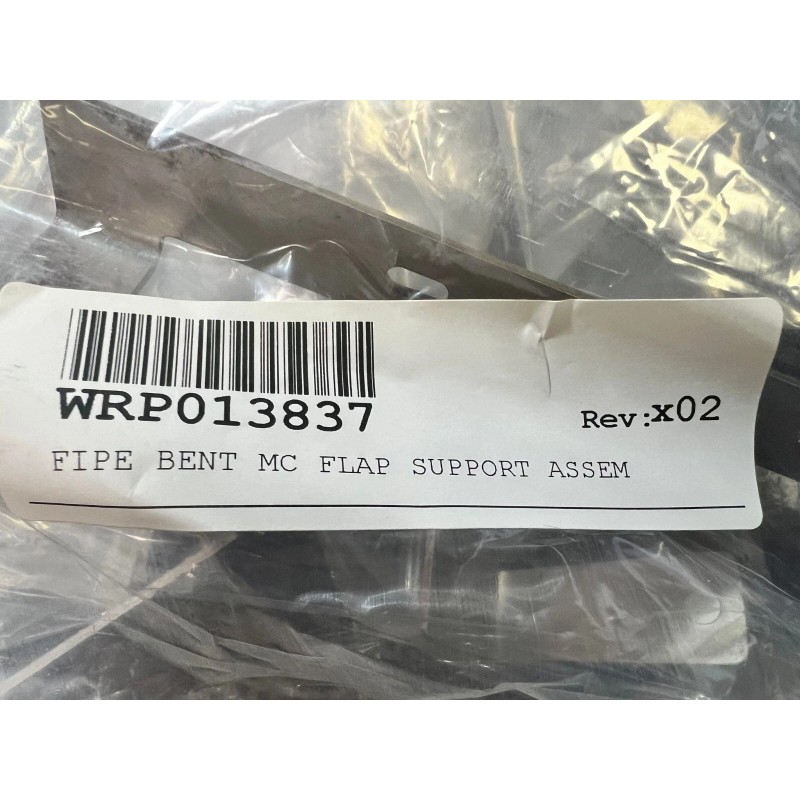 WRP013837
Rev:x02
FIPE BENT MC FLAP SUPPORT ASSEM